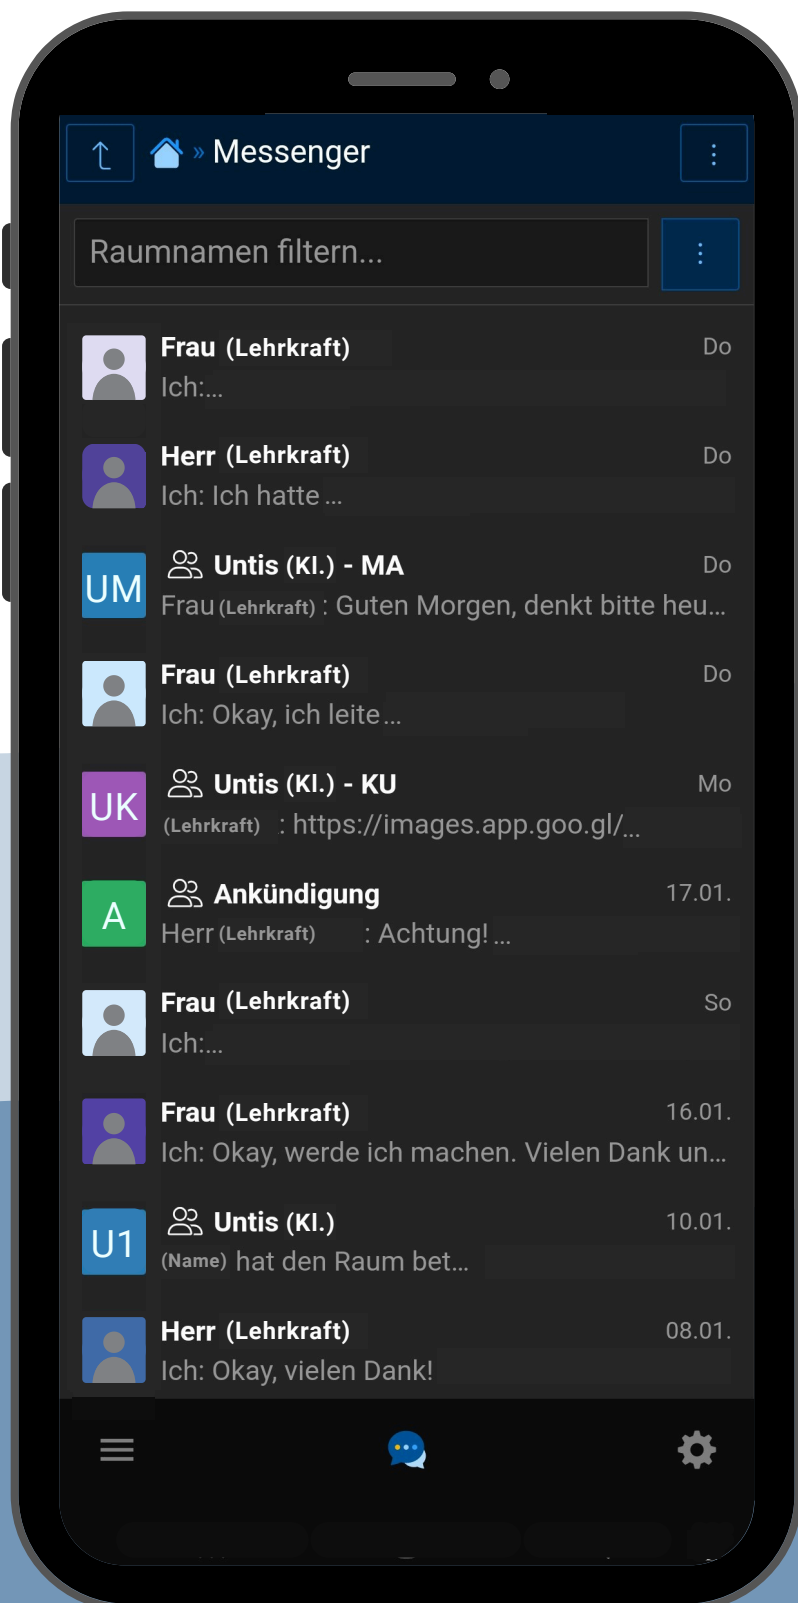 » Messenger
Raumnamen filtern...
Frau (Lehrkraft) Do
Ich:...
Herr (Lehrkraft) Do
Ich: Ich hatte ...
UM
Untis (Kl.) - MA Do
Frau (Lehrkraft) : Guten Morgen, denkt bitte heu...
Frau (Lehrkraft) Do
Ich: Okay, ich leite ...
UK
Untis (Kl.) - KU Mo
(Lehrkraft) : https://images.app.goo.gl/...
A
Ankündigung 17.01.
Herr (Lehrkraft) : Achtung! ...
Frau (Lehrkraft) So
Ich:...
Frau (Lehrkraft) 16.01.
Ich: Okay, werde ich machen. Vielen Dank un...
U1
Untis (Kl.) 10.01.
(Name) hat den Raum bet...
Herr (Lehrkraft) 08.01.
Ich: Okay, vielen Dank!